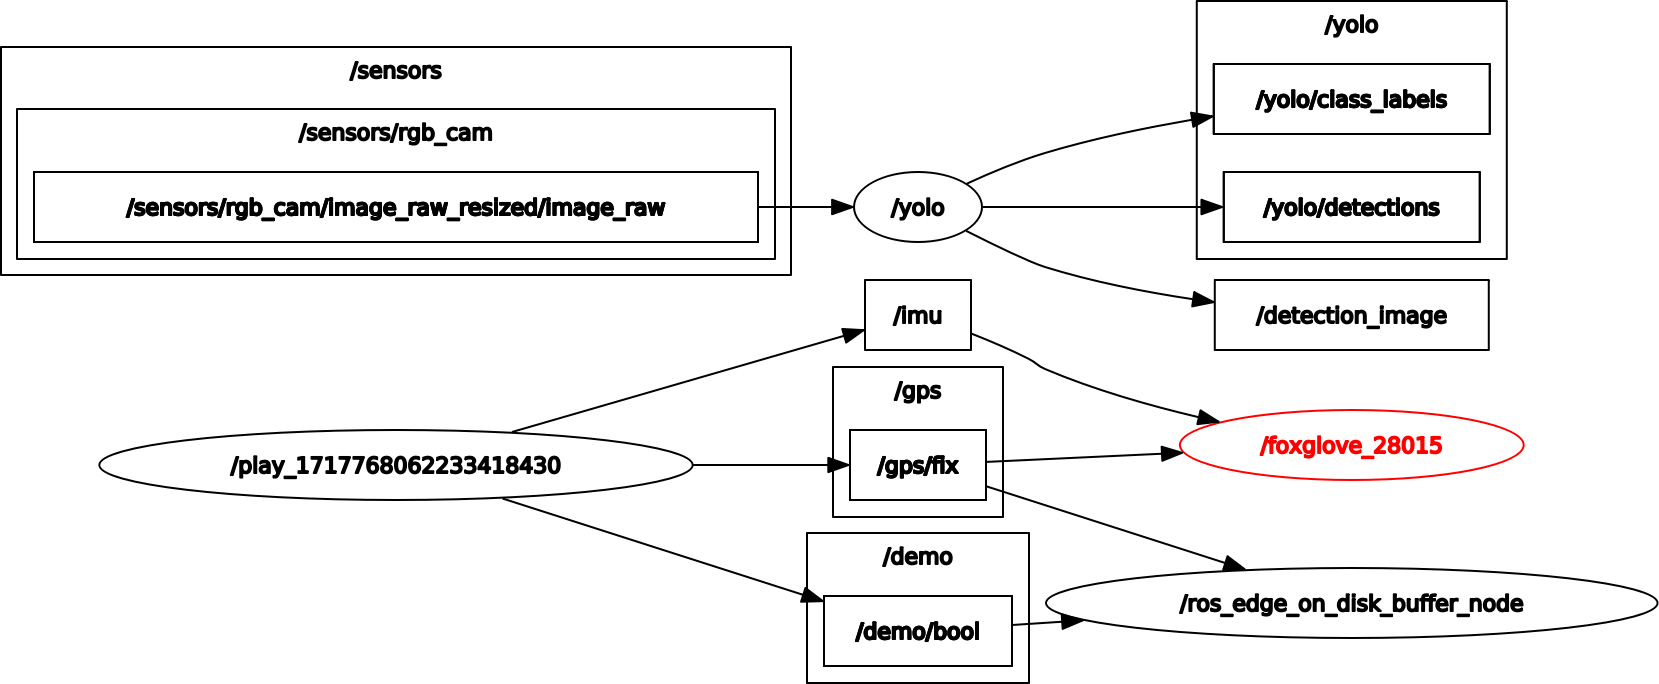 /sensors
/sensors/rgb_cam
/sensors/rgb_cam/image_raw_resized/image_raw
/yolo
/yolo
/yolo/class_labels
/yolo/detections
/detection_image
/imu
/play_1717768062233418430
/gps
/gps/fix
/foxglove_28015
/demo
/demo/bool
/ros_edge_on_disk_buffer_node